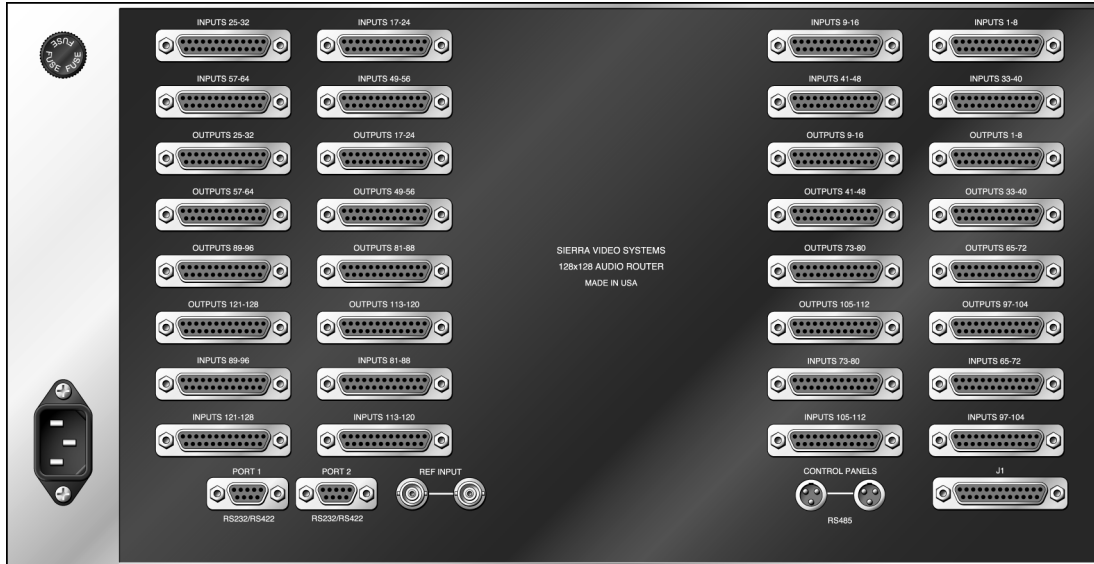 INPUTS 25-32 INPUTS 17-24 INPUTS 9-16 INPUTS 1-8
FUSE FUSE FUSE
INPUTS 57-64 INPUTS 49-56 INPUTS 41-48 INPUTS 33-40
OUTPUTS 25-32 OUTPUTS 17-24 OUTPUTS 9-16 OUTPUTS 1-8
OUTPUTS 57-64 OUTPUTS 49-56 OUTPUTS 41-48 OUTPUTS 33-40
OUTPUTS 89-96 OUTPUTS 81-88 OUTPUTS 73-80 OUTPUTS 65-72
SIERRA VIDEO SYSTEMS
128x128 AUDIO ROUTER
MADE IN USA
OUTPUTS 121-128 OUTPUTS 113-120 OUTPUTS 105-112 OUTPUTS 97-104
INPUTS 89-96 INPUTS 81-88 INPUTS 73-80 INPUTS 65-72
INPUTS 121-128 INPUTS 113-120 INPUTS 105-112 INPUTS 97-104
PORT 1 PORT 2 REF INPUT CONTROL PANELS J1
RS232/RS422 RS232/RS422 RS485